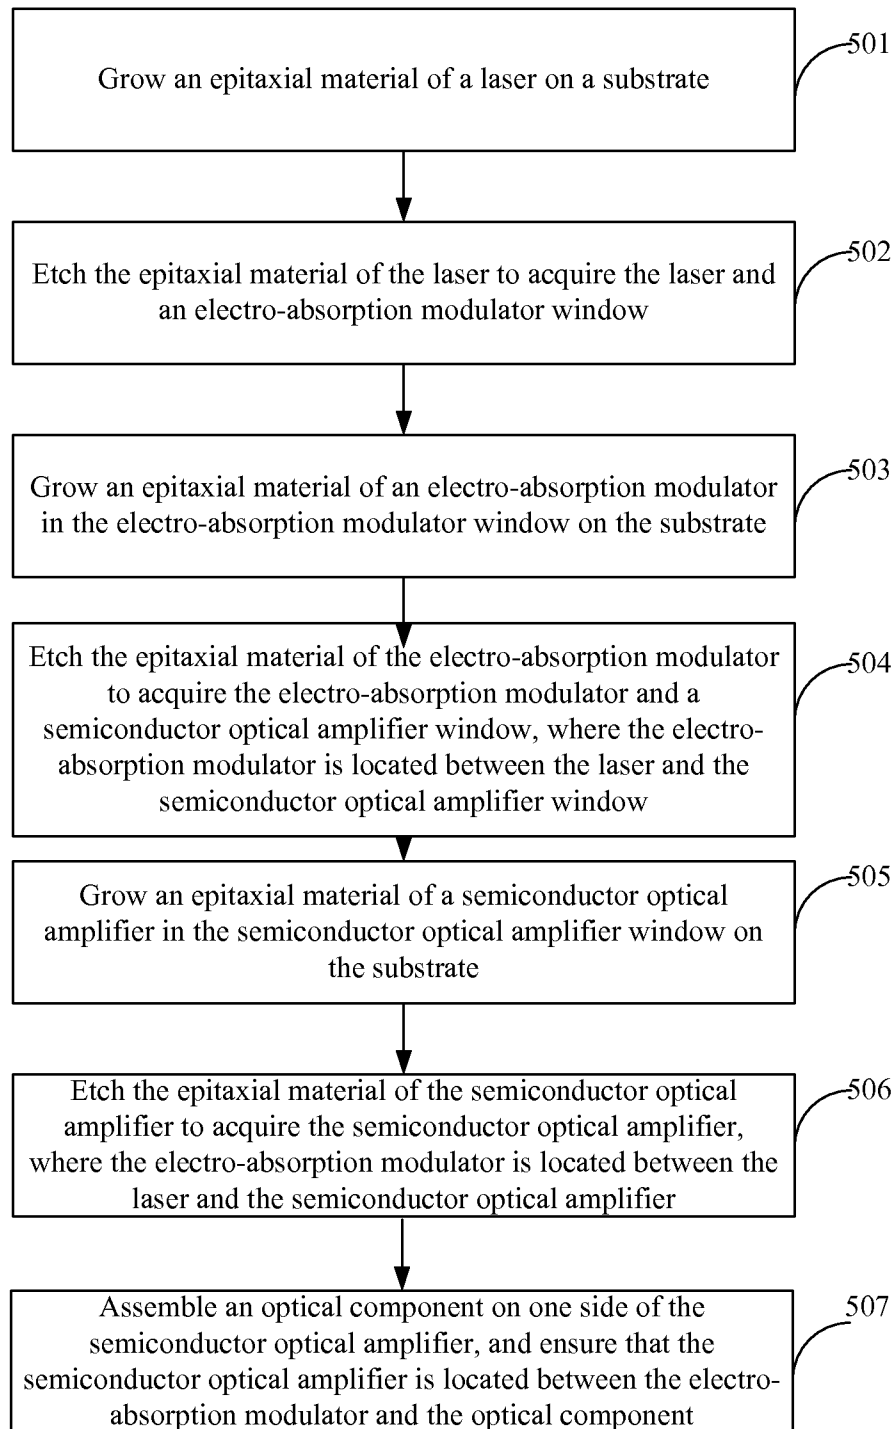 Grow an epitaxial material of a laser on a substrate
501
Etch the epitaxial material of the laser to acquire the laser and
an electro-absorption modulator window
502
Grow an epitaxial material of an electro-absorption modulator
in the electro-absorption modulator window on the substrate
503
Etch the epitaxial material of the electro-absorption modulator
to acquire the electro-absorption modulator and a
semiconductor optical amplifier window, where the electro-
absorption modulator is located between the laser and the
semiconductor optical amplifier window
504
Grow an epitaxial material of a semiconductor optical
amplifier in the semiconductor optical amplifier window on
the substrate
505
Etch the epitaxial material of the semiconductor optical
amplifier to acquire the semiconductor optical amplifier,
where the electro-absorption modulator is located between the
laser and the semiconductor optical amplifier
506
Assemble an optical component on one side of the
semiconductor optical amplifier, and ensure that the
semiconductor optical amplifier is located between the electro-
absorption modulator and the optical component
507